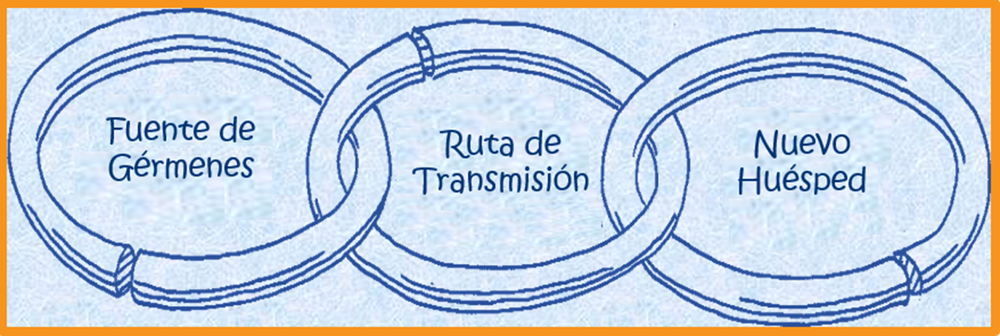 Fuente de
Gérmenes
Ruta de
Transmisión
Nuevo
Huésped